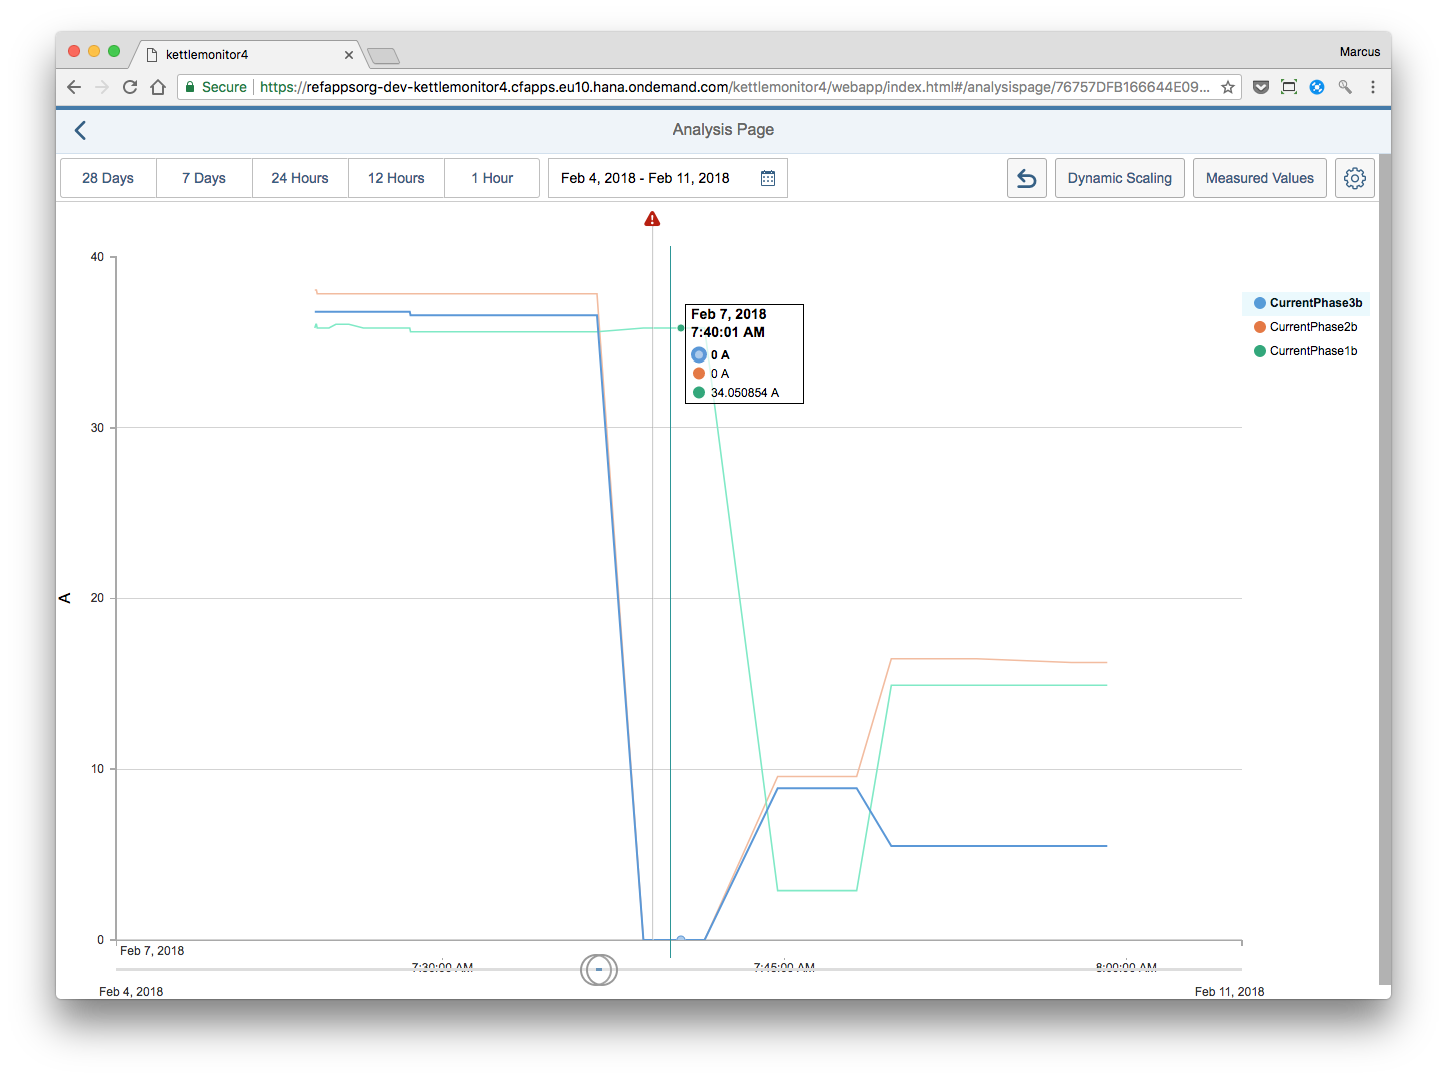 kettlemonitor4
Marcus
Secure https://refappsorg-dev-kettlemonitor4.cfapps.eu10.hana.ondemand.com/kettlemonitor4/webapp/index.html#/analysispage/76757DFB166644E09...
Analysis Page
28 Days 7 Days 24 Hours 12 Hours 1 Hour Feb 4, 2018 - Feb 11, 2018 Dynamic Scaling Measured Values
40
30
A
20
10
0
Feb 7, 2018
7:40:01 AM
0 A
0 A
34.050854 A
CurrentPhase3b
CurrentPhase2b
CurrentPhase1b
Feb 7, 2018
7:30:00 AM 7:45:00 AM 8:00:00 AM
Feb 4, 2018 Feb 11, 2018